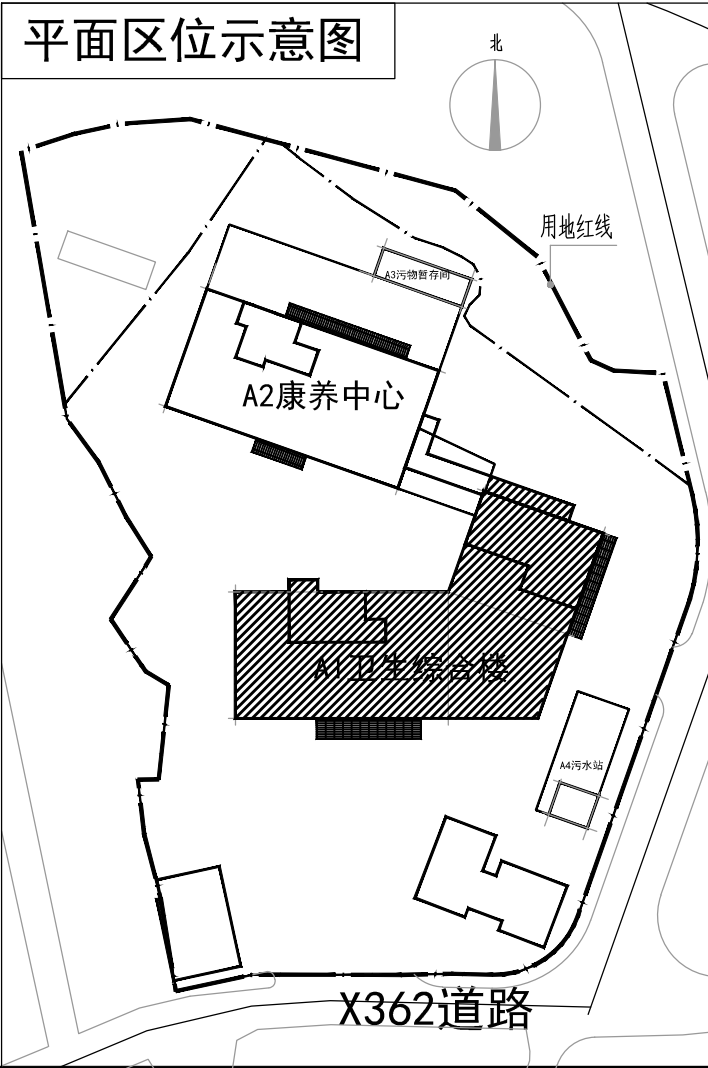 平面区位示意图
北
用地红线
A3污物暂存间
A2康养中心
A1卫生综合楼
A4污水站
X362道路